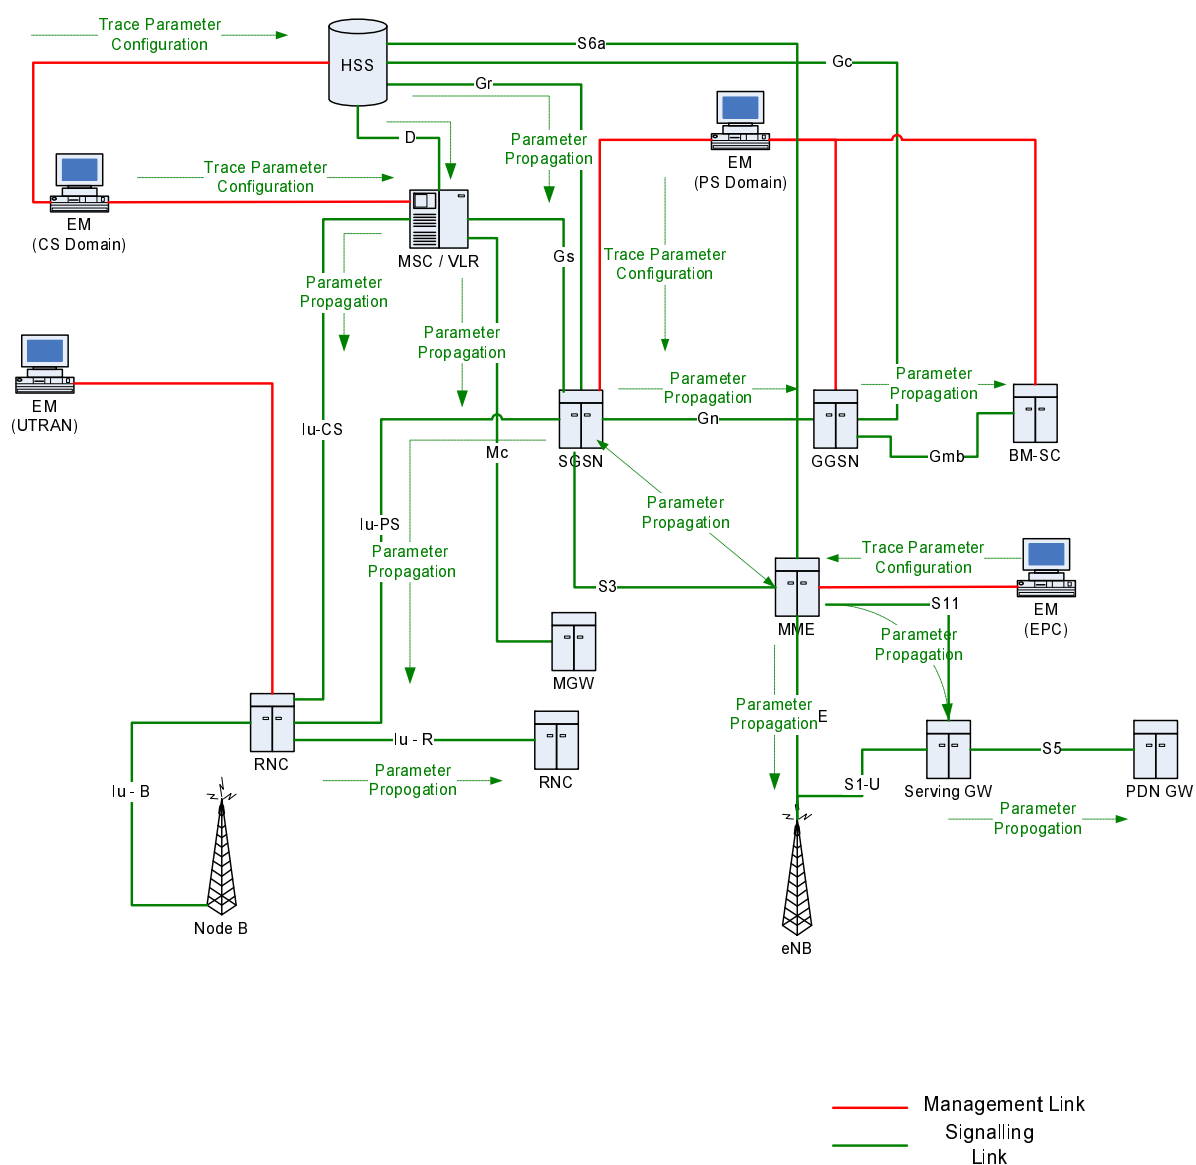 Trace Parameter
Configuration
HSS
S6a
Gc
Gr
D
Parameter
Propagation
EM
(PS Domain)
Trace Parameter
Configuration
EM
(CS Domain)
MSC / VLR
Gs
Trace Parameter
Configuration
Parameter
Propagation
Parameter
Propagation
EM
(UTRAN)
Iu-CS
Mc
Parameter
Propagation
Parameter
Propagation
SGSN
Gn
GGSN
Gmb
BM-SC
Iu-PS
Parameter
Propagation
Parameter
Propagation
Trace Parameter
Configuration
S3
MME
S11
EM
(EPC)
Parameter
Propagation
MGW
Parameter
Propagation
E
RNC
Iu - R
RNC
Parameter
Propogation
Iu - B
Node B
S1-U
Serving GW
S5
PDN GW
Parameter
Propogation
eNB
Management Link
Signalling
Link